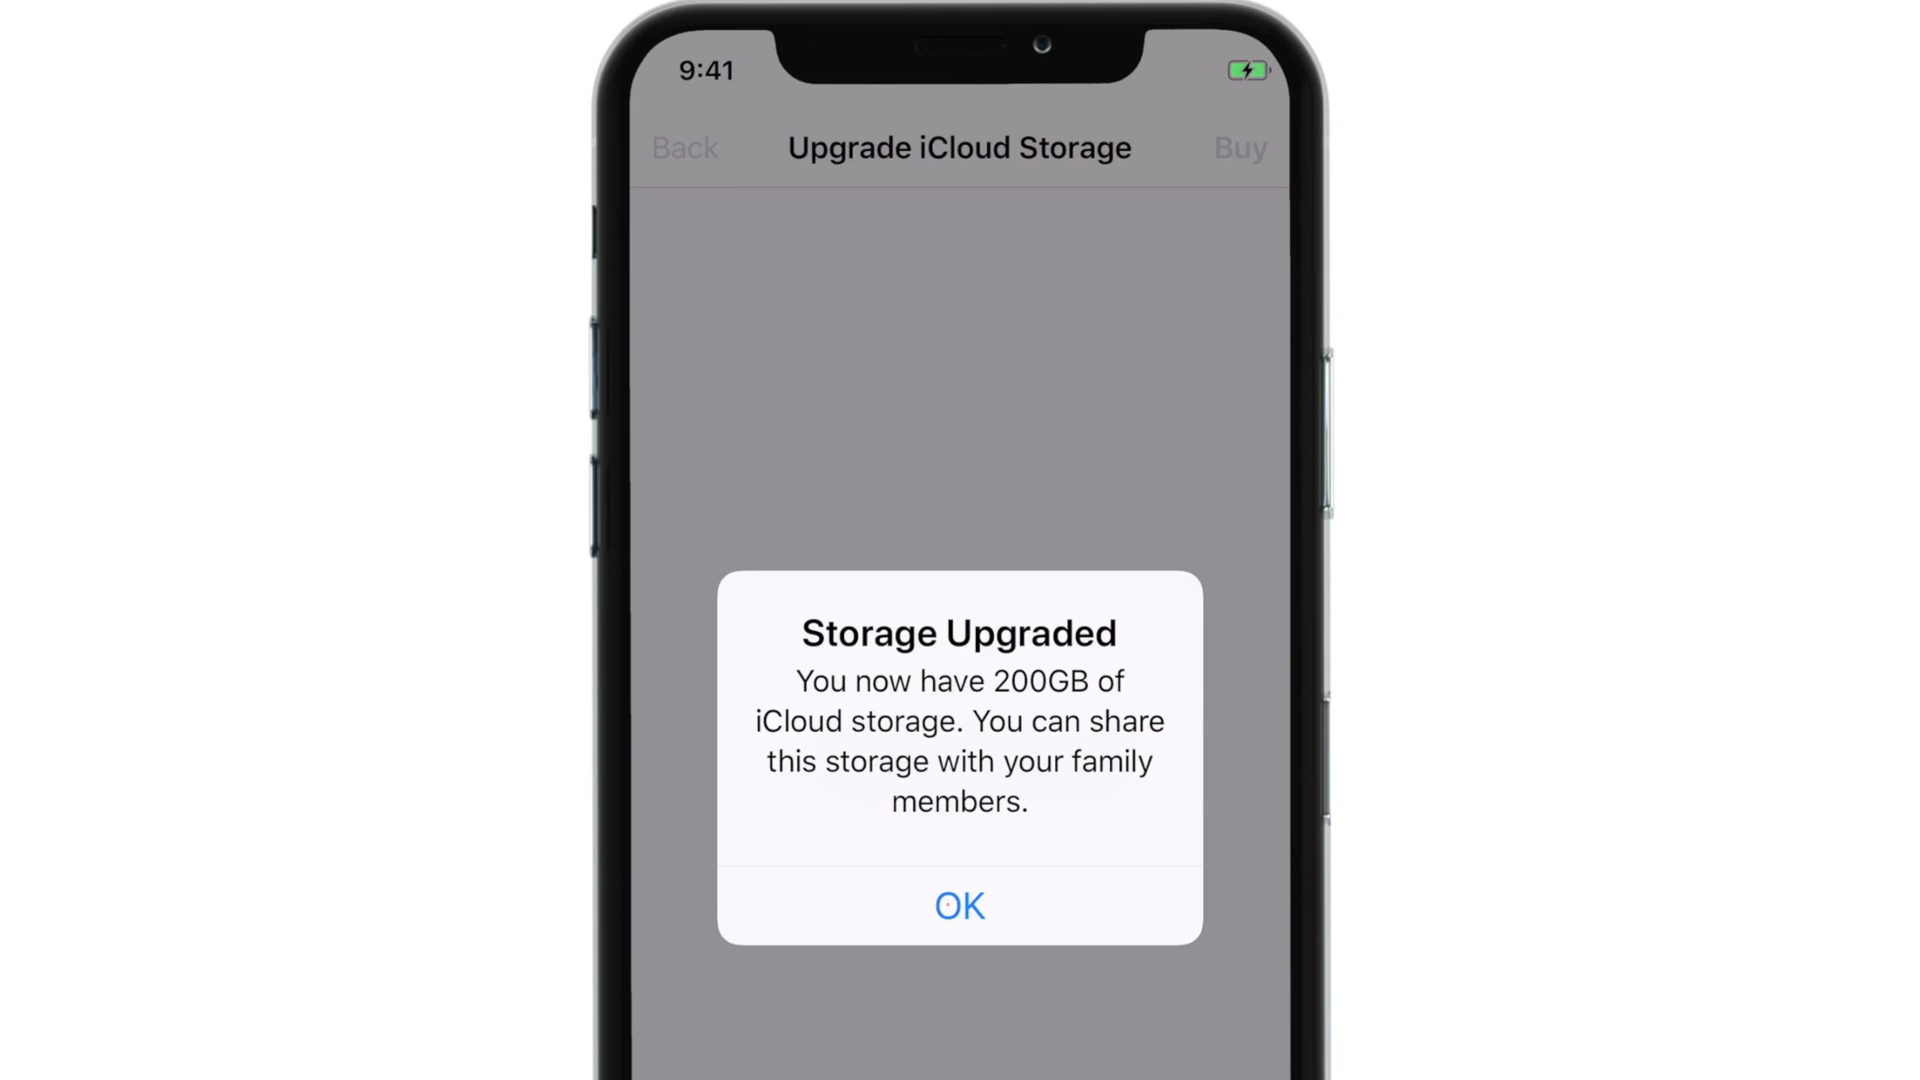 9:41
Back Upgrade iCloud Storage Buy
Storage Upgraded
You now have 200GB of
iCloud storage. You can share
this storage with your family
members.
OK